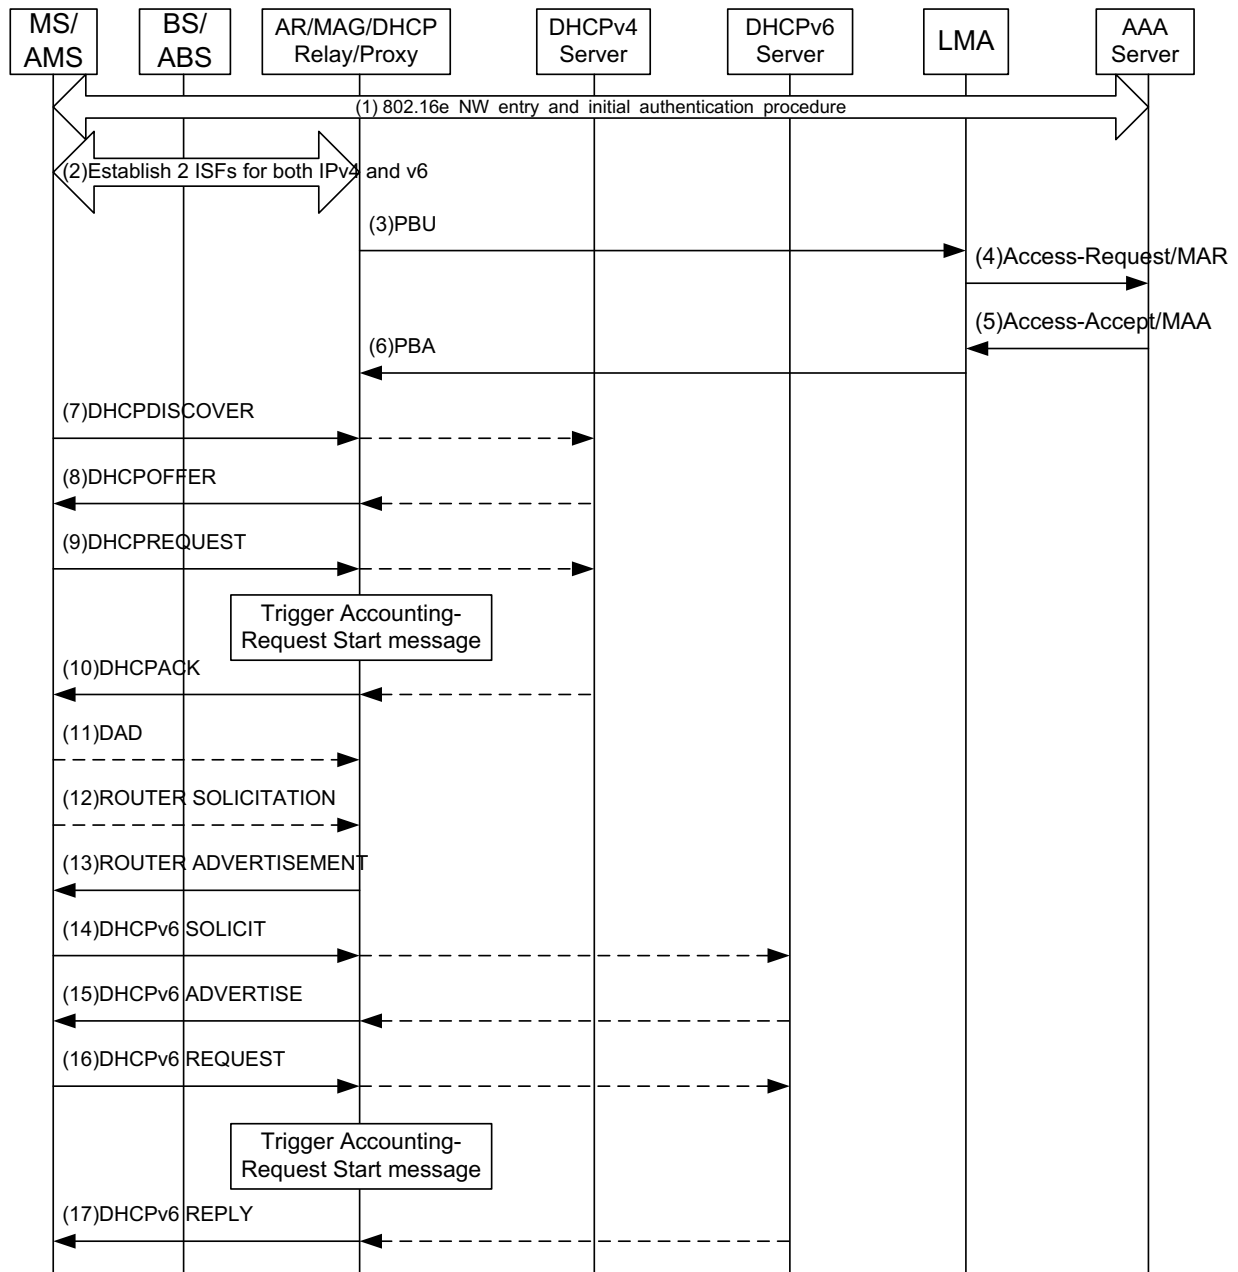 MS/
AMS
BS/
ABS
AR/MAG/DHCP
Relay/Proxy
DHCPv4
Server
DHCPv6
Server
LMA
AAA
Server
(1) 802.16e NW entry and initial authentication procedure
(2)Establish 2 ISFs for both IPv4 and v6
(3)PBU
(4)Access-Request/MAR
(5)Access-Accept/MAA
(6)PBA
(7)DHCPDISCOVER
(8)DHCPOFFER
(9)DHCPREQUEST
Trigger Accounting-
Request Start message
(10)DHCPACK
(11)DAD
(12)ROUTER SOLICITATION
(13)ROUTER ADVERTISEMENT
(14)DHCPv6 SOLICIT
(15)DHCPv6 ADVERTISE
(16)DHCPv6 REQUEST
Trigger Accounting-
Request Start message
(17)DHCPv6 REPLY